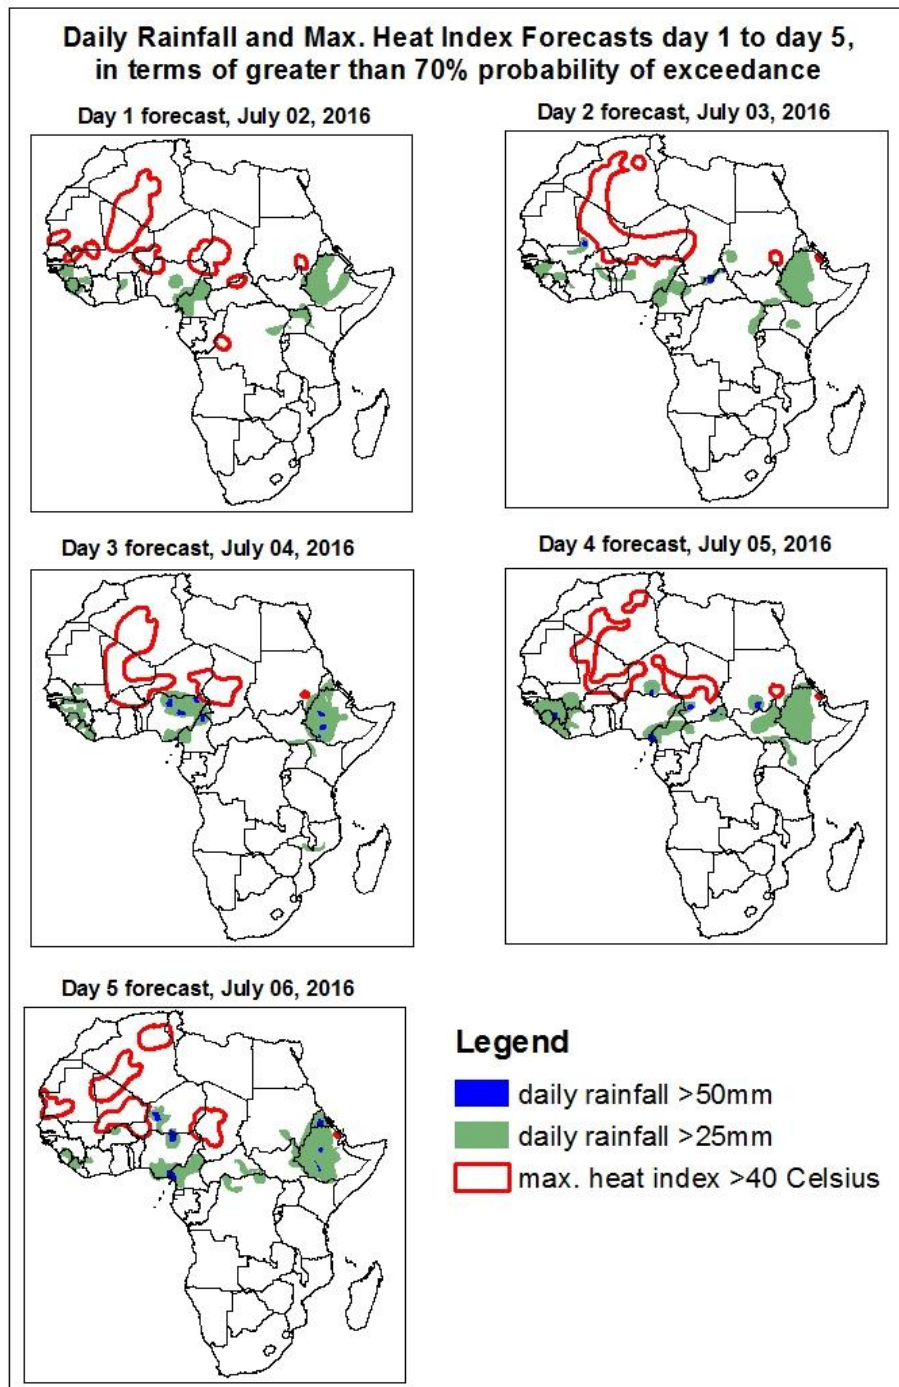 Daily Rainfall and Max. Heat Index Forecasts day 1 to day 5,
in terms of greater than 70% probability of exceedance
Day 1 forecast, July 02, 2016
Day 2 forecast, July 03, 2016
Day 3 forecast, July 04, 2016
Day 4 forecast, July 05, 2016
Day 5 forecast, July 06, 2016
Legend
daily rainfall >50mm
daily rainfall >25mm
max. heat index >40 Celsius